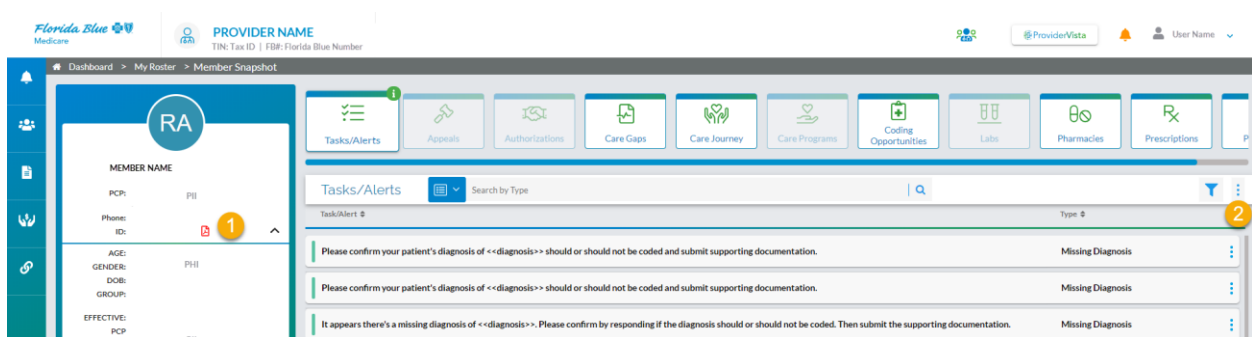 Florida Blue
Medicare
PROVIDER NAME
TIN: Tax ID | FB#: Florida Blue Number
ProviderVista
User Name
Dashboard > My Roster > Member Snapshot
RA
MEMBER NAME
PCP:
PII
Phone:
ID:
1
AGE:
GENDER:
PHI
DOB:
GROUP:
EFFECTIVE:
PCP
i
Tasks/Alerts
Appeals
Authorizations
Care Gaps
Care Journey
Care Programs
Coding
Opportunities
Labs
Pharmacies
Prescriptions
P
Tasks/Alerts
Search by Type
2
Task/Alert
Type
Please confirm your patient's diagnosis of <<diagnosis>> should or should not be coded and submit supporting documentation.
Missing Diagnosis
Please confirm your patient's diagnosis of <<diagnosis>> should or should not be coded and submit supporting documentation.
Missing Diagnosis
It appears there's a missing diagnosis of <<diagnosis>>. Please confirm by responding if the diagnosis should or should not be coded. Then submit the supporting documentation.
Missing Diagnosis